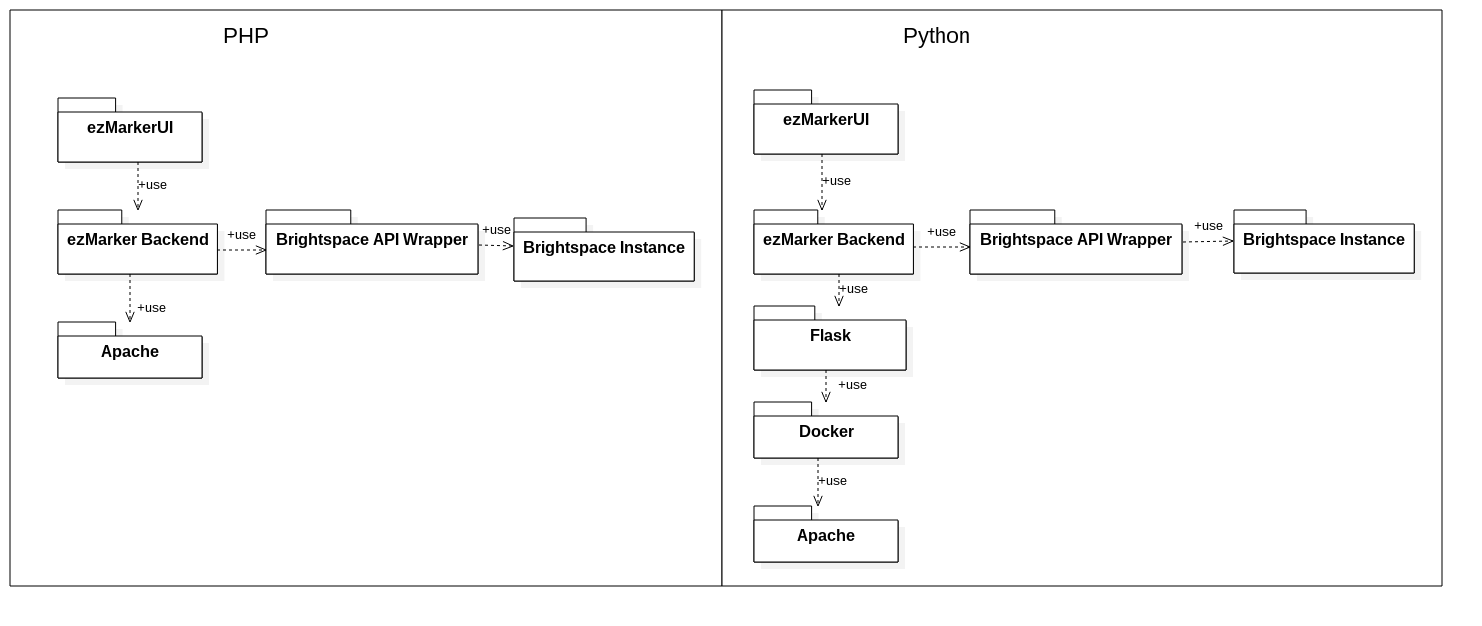 PHP
ezMarkerUI
+use
ezMarker Backend
+use
Brightspace API Wrapper
+use
Brightspace Instance
+use
Apache
Python
ezMarkerUI
+use
ezMarker Backend
+use
Brightspace API Wrapper
+use
Brightspace Instance
+use
Flask
+use
Docker
+use
Apache